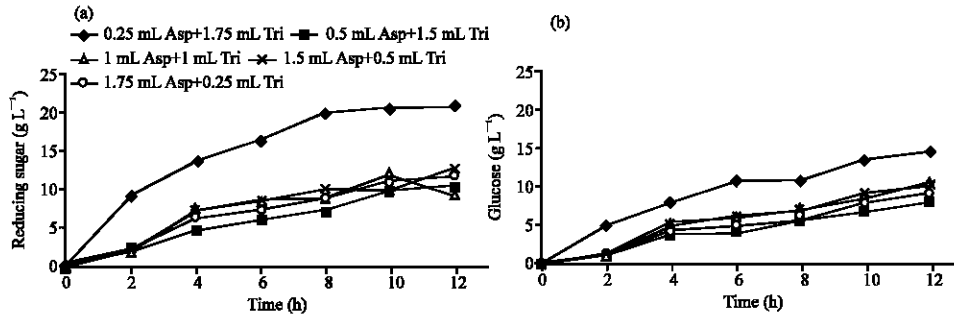 (a)
0.25 mL Asp+1.75 mL Tri 0.5 mL Asp+1.5 mL Tri
1 mL Asp+1 mL Tri 1.5 mL Asp+0.5 mL Tri
1.75 mL Asp+0.25 mL Tri
Reducing sugar (g L⁻¹)
25
20
15
10
5
0
0 2 4 6 8 10 12
Time (h)
(b)
Glucose (g L⁻¹)
25
20
15
10
5
0
0 2 4 6 8 10 12
Time (h)